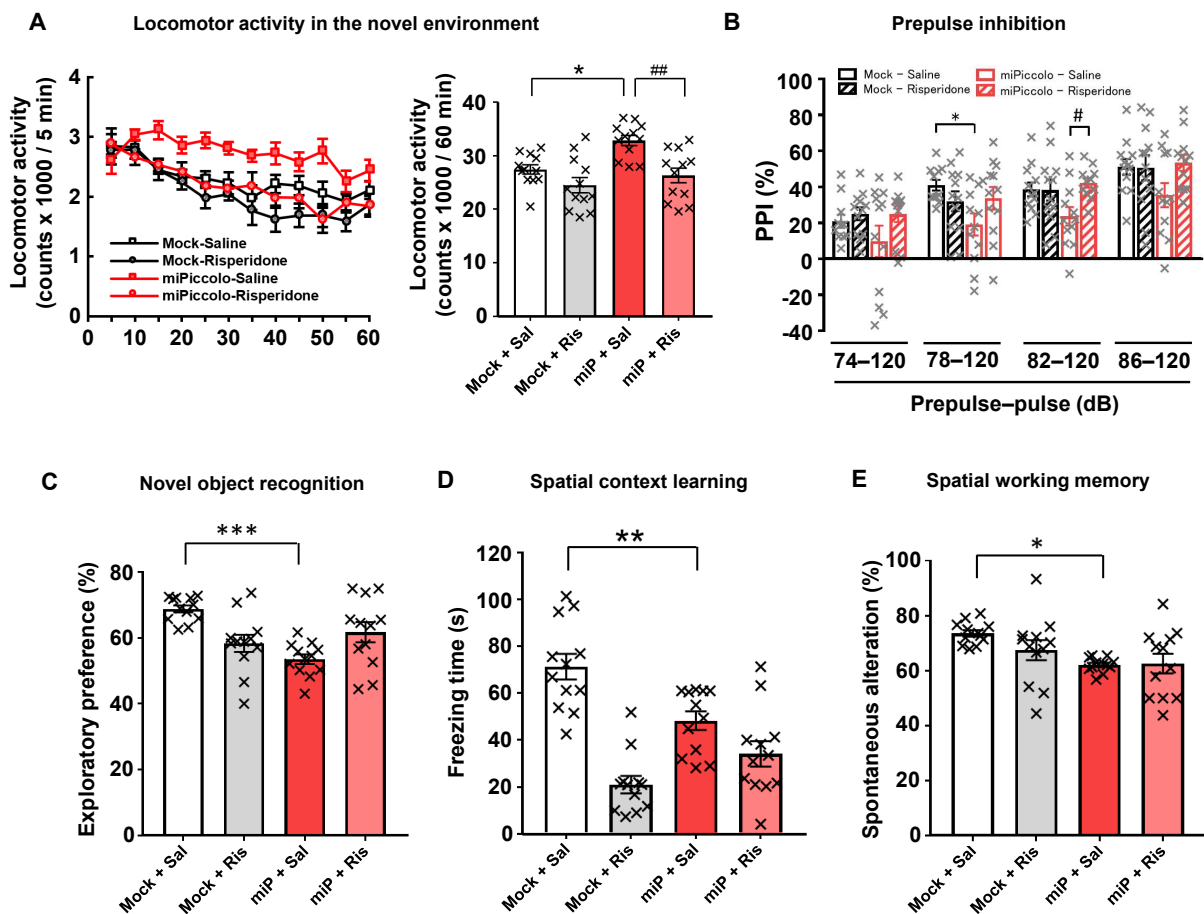 A
Locomotor activity in the novel environment
Locomotor activity
(counts x 1000 / 5 min)
4
3
2
1
0
Mock-Saline
Mock-Risperidone
miPiccolo-Saline
miPiccolo-Risperidone
0 10 20 30 40 50 60
Locomotor activity
(counts x 1000 / 60 min)
40
30
20
10
0
* ##
Mock + Sal
Mock + Ris
miP + Sal
miP + Ris
B
Prepulse inhibition
Mock – Saline
Mock – Risperidone
miPiccolo – Saline
miPiccolo – Risperidone
PPI (%)
100
80
60
40
20
0
-20
-40
* #
74–120 78–120 82–120 86–120
Prepulse–pulse (dB)
C
Novel object recognition
***
Exploratory preference (%)
80
60
40
20
0
Mock + Sal
Mock + Ris
miP + Sal
miP + Ris
D
Spatial context learning
**
Freezing time (s)
120
100
80
60
40
20
0
Mock + Sal
Mock + Ris
miP + Sal
miP + Ris
E
Spatial working memory
*
Spontaneous alteration (%)
100
80
60
40
20
0
Mock + Sal
Mock + Ris
miP + Sal
miP + Ris